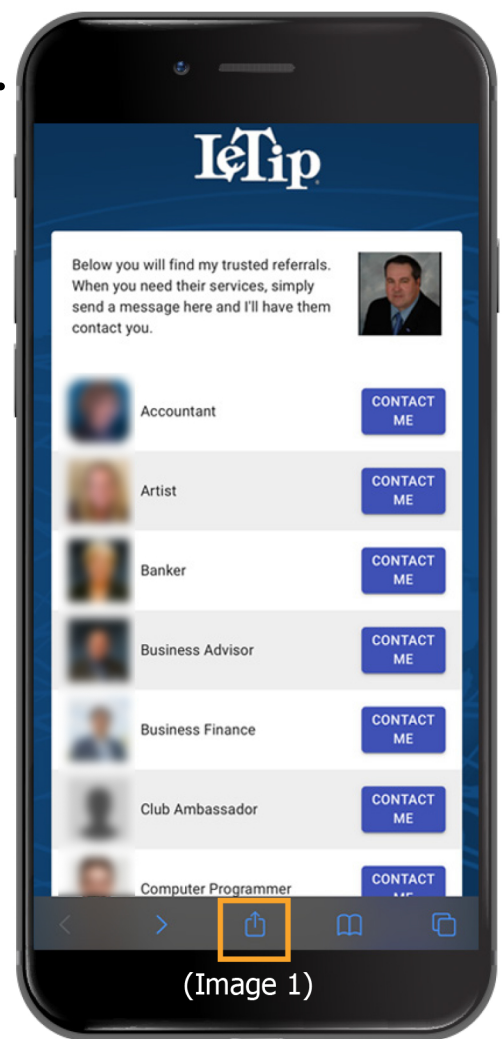 LeTip
Below you will find my trusted referrals.
When you need their services, simply
send a message here and I'll have them
contact you.
Accountant
CONTACT
ME
Artist
CONTACT
ME
Banker
CONTACT
ME
Business Advisor
CONTACT
ME
Business Finance
CONTACT
ME
Club Ambassador
CONTACT
ME
Computer Programmer
CONTACT
ME
(Image 1)